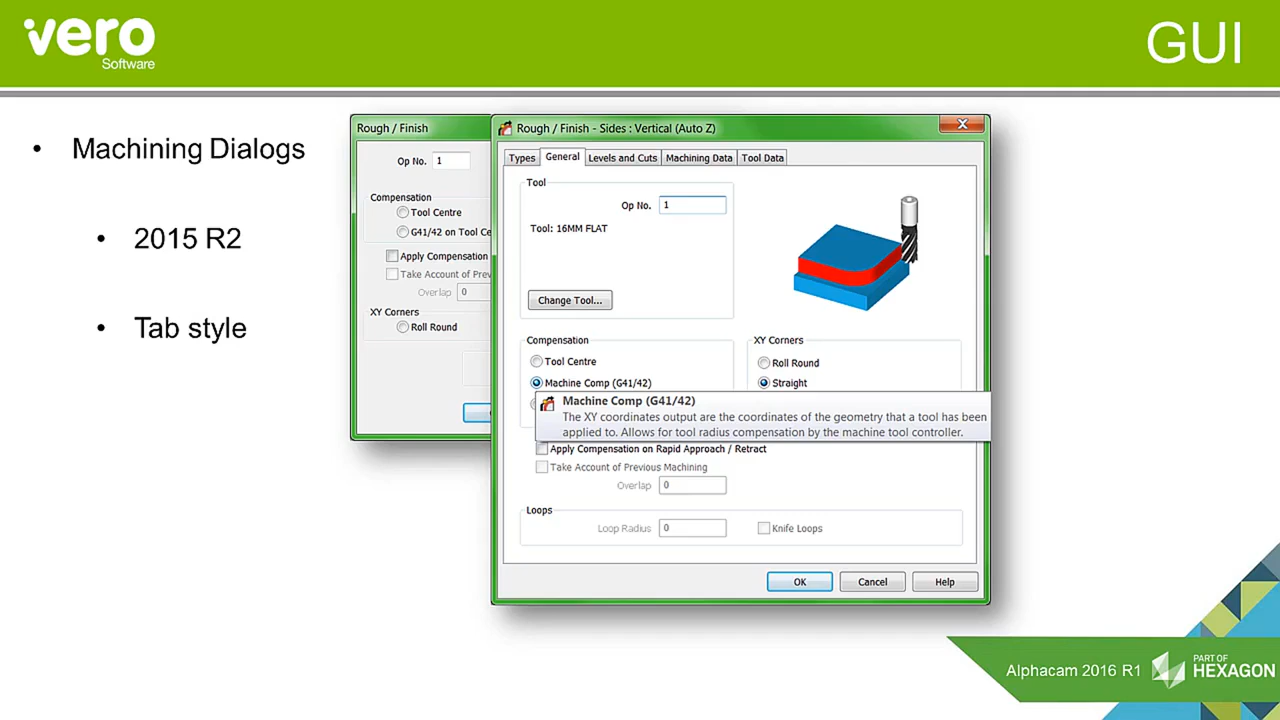 vero
Software
GUI
• Machining Dialogs
• 2015 R2
• Tab style
Rough / Finish
Op No. 1
Compensation
Tool Centre
G41/42 on Tool Ce
Apply Compensation
Take Account of Prev
Overlap 0
XY Corners
Roll Round
Rough / Finish - Sides : Vertical (Auto Z)
Types General Levels and Cuts Machining Data Tool Data
Tool
Op No. 1
Tool: 16MM FLAT
Change Tool...
Compensation
Tool Centre
Machine Comp (G41/42)
XY Corners
Roll Round
Straight
Machine Comp (G41/42)
The XY coordinates output are the coordinates of the geometry that a tool has been
applied to. Allows for tool radius compensation by the machine tool controller.
Apply Compensation on Rapid Approach / Retract
Take Account of Previous Machining
Overlap 0
Loops
Loop Radius 0 Knife Loops
OK Cancel Help
Alphacam 2016 R1
PART OF
HEXAGON